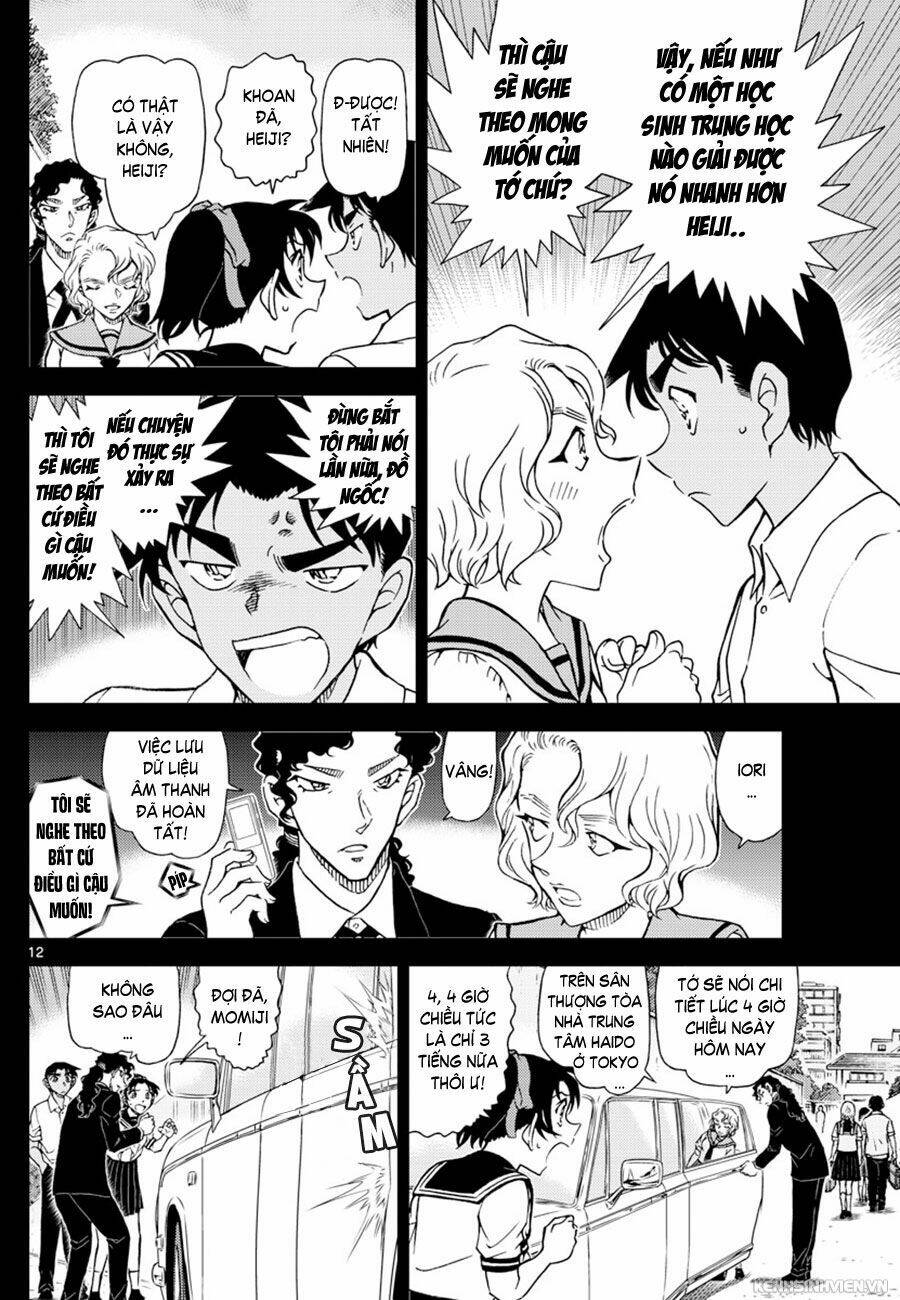 VẬY, NẾU NHƯ
CÓ MỘT HỌC
SINH TRUNG HỌC
NÀO GIẢI ĐƯỢC
NÓ NHANH HƠN
HEIJI..
THÌ CẬU
SẼ NGHE
THEO MONG
MUỐN CỦA
TỚ CHỨ?
Đ-ĐƯỢC!
TẤT
NHIÊN!
KHOAN
ĐÃ,
HEIJI?
CÓ THẬT
LÀ VẬY
KHÔNG,
HEIJI?
ĐỪNG BẮT
TÔI PHẢI NÓI
LẦN NỮA, ĐỒ
NGỐC!
NẾU CHUYỆN
ĐÓ THỰC SỰ
XẢY RA
...
THÌ TÔI
SẼ NGHE
THEO BẤT
CỨ ĐIỀU
GÌ CẬU
MUỐN!
IORI
...
VÂNG!
VIỆC LƯU
DỮ LIỆU
ÂM THANH
ĐÃ HOÀN
TẤT!
PÍP
TÔI SẼ
NGHE THEO
BẤT CỨ
ĐIỀU GÌ CẬU
MUỐN!
12
TỚ SẼ NÓI CHI
TIẾT LÚC 4 GIỜ
CHIỀU NGÀY
HÔM NAY
...
TRÊN SÂN
THƯỢNG TÒA
NHÀ TRUNG
TÂM HAIDO
Ở TOKYO
...
4, 4 GIỜ
CHIỀU TỨC
LÀ CHỈ 3
TIẾNG NỮA
THÔI Ư!
SẦM
ĐỢI ĐÃ,
MOMIJI
!
KHÔNG
SAO ĐÂU
...
KENHSINHVIEN.VN